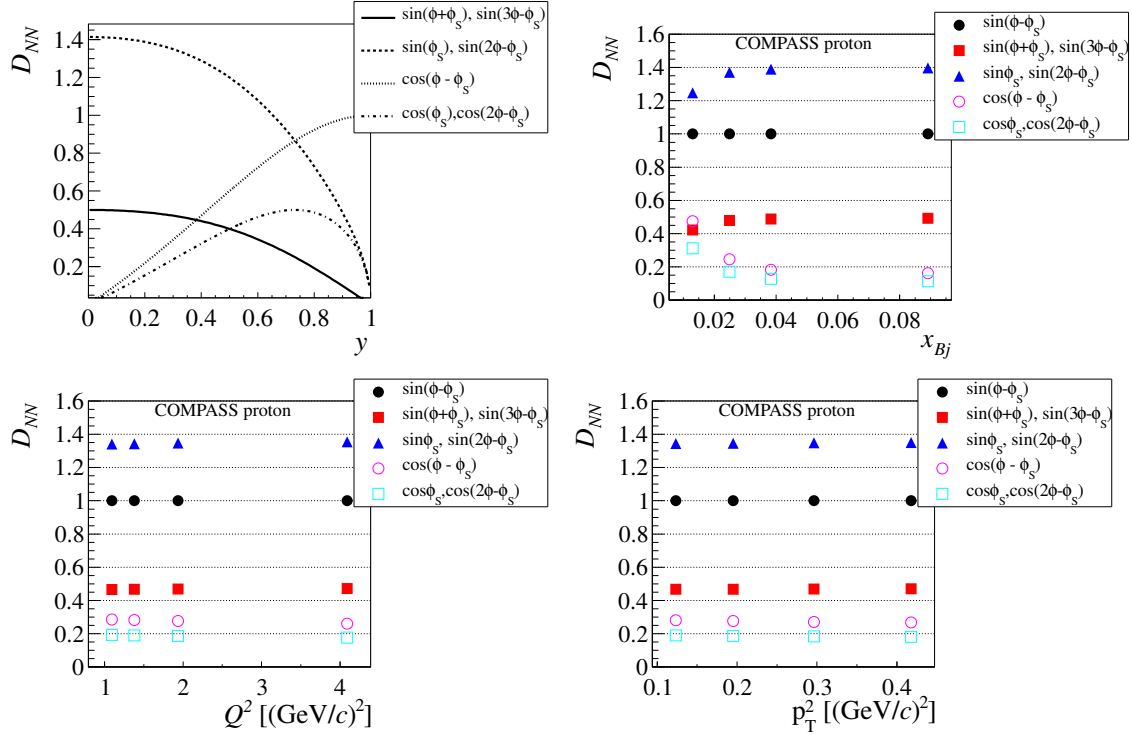 D_NN
1.4
1.2
1
0.8
0.6
0.4
0.2
0 0.2 0.4 0.6 0.8 1
y
sin(ϕ+ϕ_S), sin(3ϕ-ϕ_S)
sin(ϕ_S), sin(2ϕ-ϕ_S)
cos(ϕ - ϕ_S)
cos(ϕ_S),cos(2ϕ-ϕ_S)
D_NN
1.6
1.4
1.2
1
0.8
0.6
0.4
0.2
0
0.02 0.04 0.06 0.08
x_Bj
COMPASS proton
sin(ϕ-ϕ_S)
sin(ϕ+ϕ_S), sin(3ϕ-ϕ_S)
sinϕ_S, sin(2ϕ-ϕ_S)
cos(ϕ - ϕ_S)
cosϕ_S,cos(2ϕ-ϕ_S)
D_NN
1.6
1.4
1.2
1
0.8
0.6
0.4
0.2
0
1 2 3 4
Q² [(GeV/c)²]
COMPASS proton
sin(ϕ-ϕ_S)
sin(ϕ+ϕ_S), sin(3ϕ-ϕ_S)
sinϕ_S, sin(2ϕ-ϕ_S)
cos(ϕ - ϕ_S)
cosϕ_S,cos(2ϕ-ϕ_S)
D_NN
1.6
1.4
1.2
1
0.8
0.6
0.4
0.2
0
0.1 0.2 0.3 0.4
p_T² [(GeV/c)²]
COMPASS proton
sin(ϕ-ϕ_S)
sin(ϕ+ϕ_S), sin(3ϕ-ϕ_S)
sinϕ_S, sin(2ϕ-ϕ_S)
cos(ϕ - ϕ_S)
cosϕ_S,cos(2ϕ-ϕ_S)